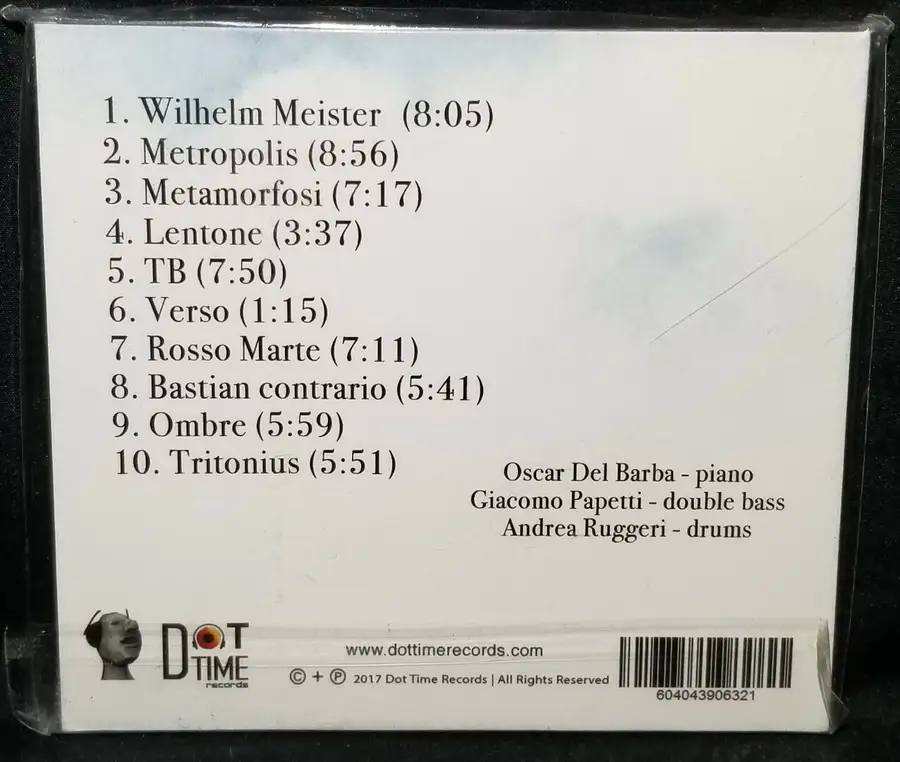 1. Wilhelm Meister (8:05)
2. Metropolis (8:56)
3. Metamorfosi (7:17)
4. Lentone (3:37)
5. TB (7:50)
6. Verso (1:15)
7. Rosso Marte (7:11)
8. Bastian contrario (5:41)
9. Ombre (5:59)
10. Tritonius (5:51)
Oscar Del Barba - piano
Giacomo Papetti - double bass
Andrea Ruggeri - drums
DOT
TIME
records
www.dottimerecords.com
© + ℗ 2017 Dot Time Records | All Rights Reserved
604043906321